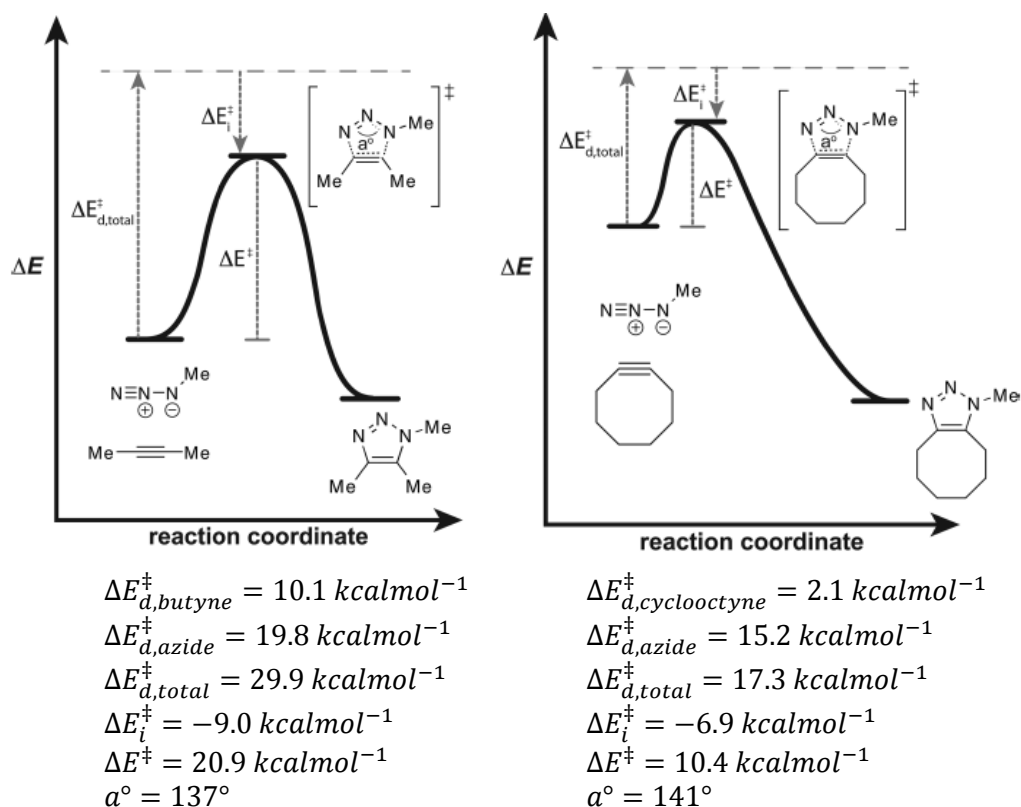 ΔE
ΔE‡d,total
ΔE‡i
ΔE‡
‡
N N N–Me
a°
Me Me
N≡N–N Me
⊕ ⊖
Me Me
N N N Me
Me Me
reaction coordinate
ΔE‡d,butyne = 10.1 kcalmol⁻¹
ΔE‡d,azide = 19.8 kcalmol⁻¹
ΔE‡d,total = 29.9 kcalmol⁻¹
ΔE‡i = −9.0 kcalmol⁻¹
ΔE‡ = 20.9 kcalmol⁻¹
a° = 137°
ΔE
ΔE‡d,total
ΔE‡i
ΔE‡
‡
N N N Me
a°
N≡N–N Me
⊕ ⊖
N N N Me
reaction coordinate
ΔE‡d,cyclooctyne = 2.1 kcalmol⁻¹
ΔE‡d,azide = 15.2 kcalmol⁻¹
ΔE‡d,total = 17.3 kcalmol⁻¹
ΔE‡i = −6.9 kcalmol⁻¹
ΔE‡ = 10.4 kcalmol⁻¹
a° = 141°